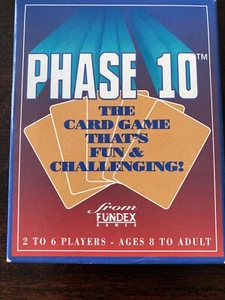 PHASE 10™
THE
CARD GAME
THAT'S
FUN &
CHALLENGING!
from
FUNDEX
GAMES
2 TO 6 PLAYERS - AGES 8 TO ADULT